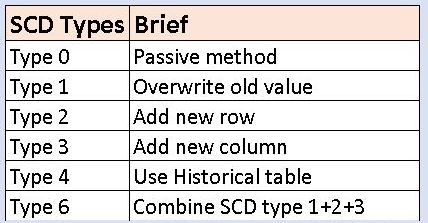 SCD Types Brief
Type 0 Passive method
Type 1 Overwrite old value
Type 2 Add new row
Type 3 Add new column
Type 4 Use Historical table
Type 6 Combine SCD type 1+2+3